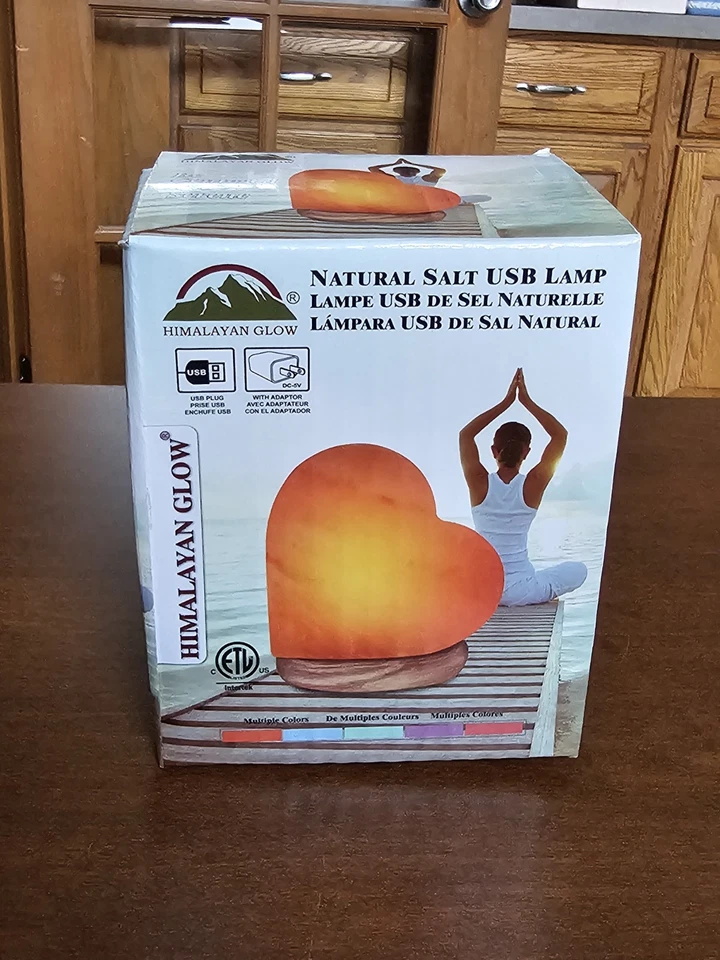 HIMALAYAN GLOW
NATURAL SALT USB LAMP
LAMPE USB DE SEL NATURELLE
LÁMPARA USB DE SAL NATURAL
®
HIMALAYAN GLOW
USB
DC-5V
USB PLUG
PRISE USB
ENCHUFE USB
WITH ADAPTOR
AVEC ADAPTATEUR
CON EL ADAPTADOR
HIMALAYAN GLOW®
C ETL US
Intertek
Multiple Colors De Multiples Couleurs Multiples Colores